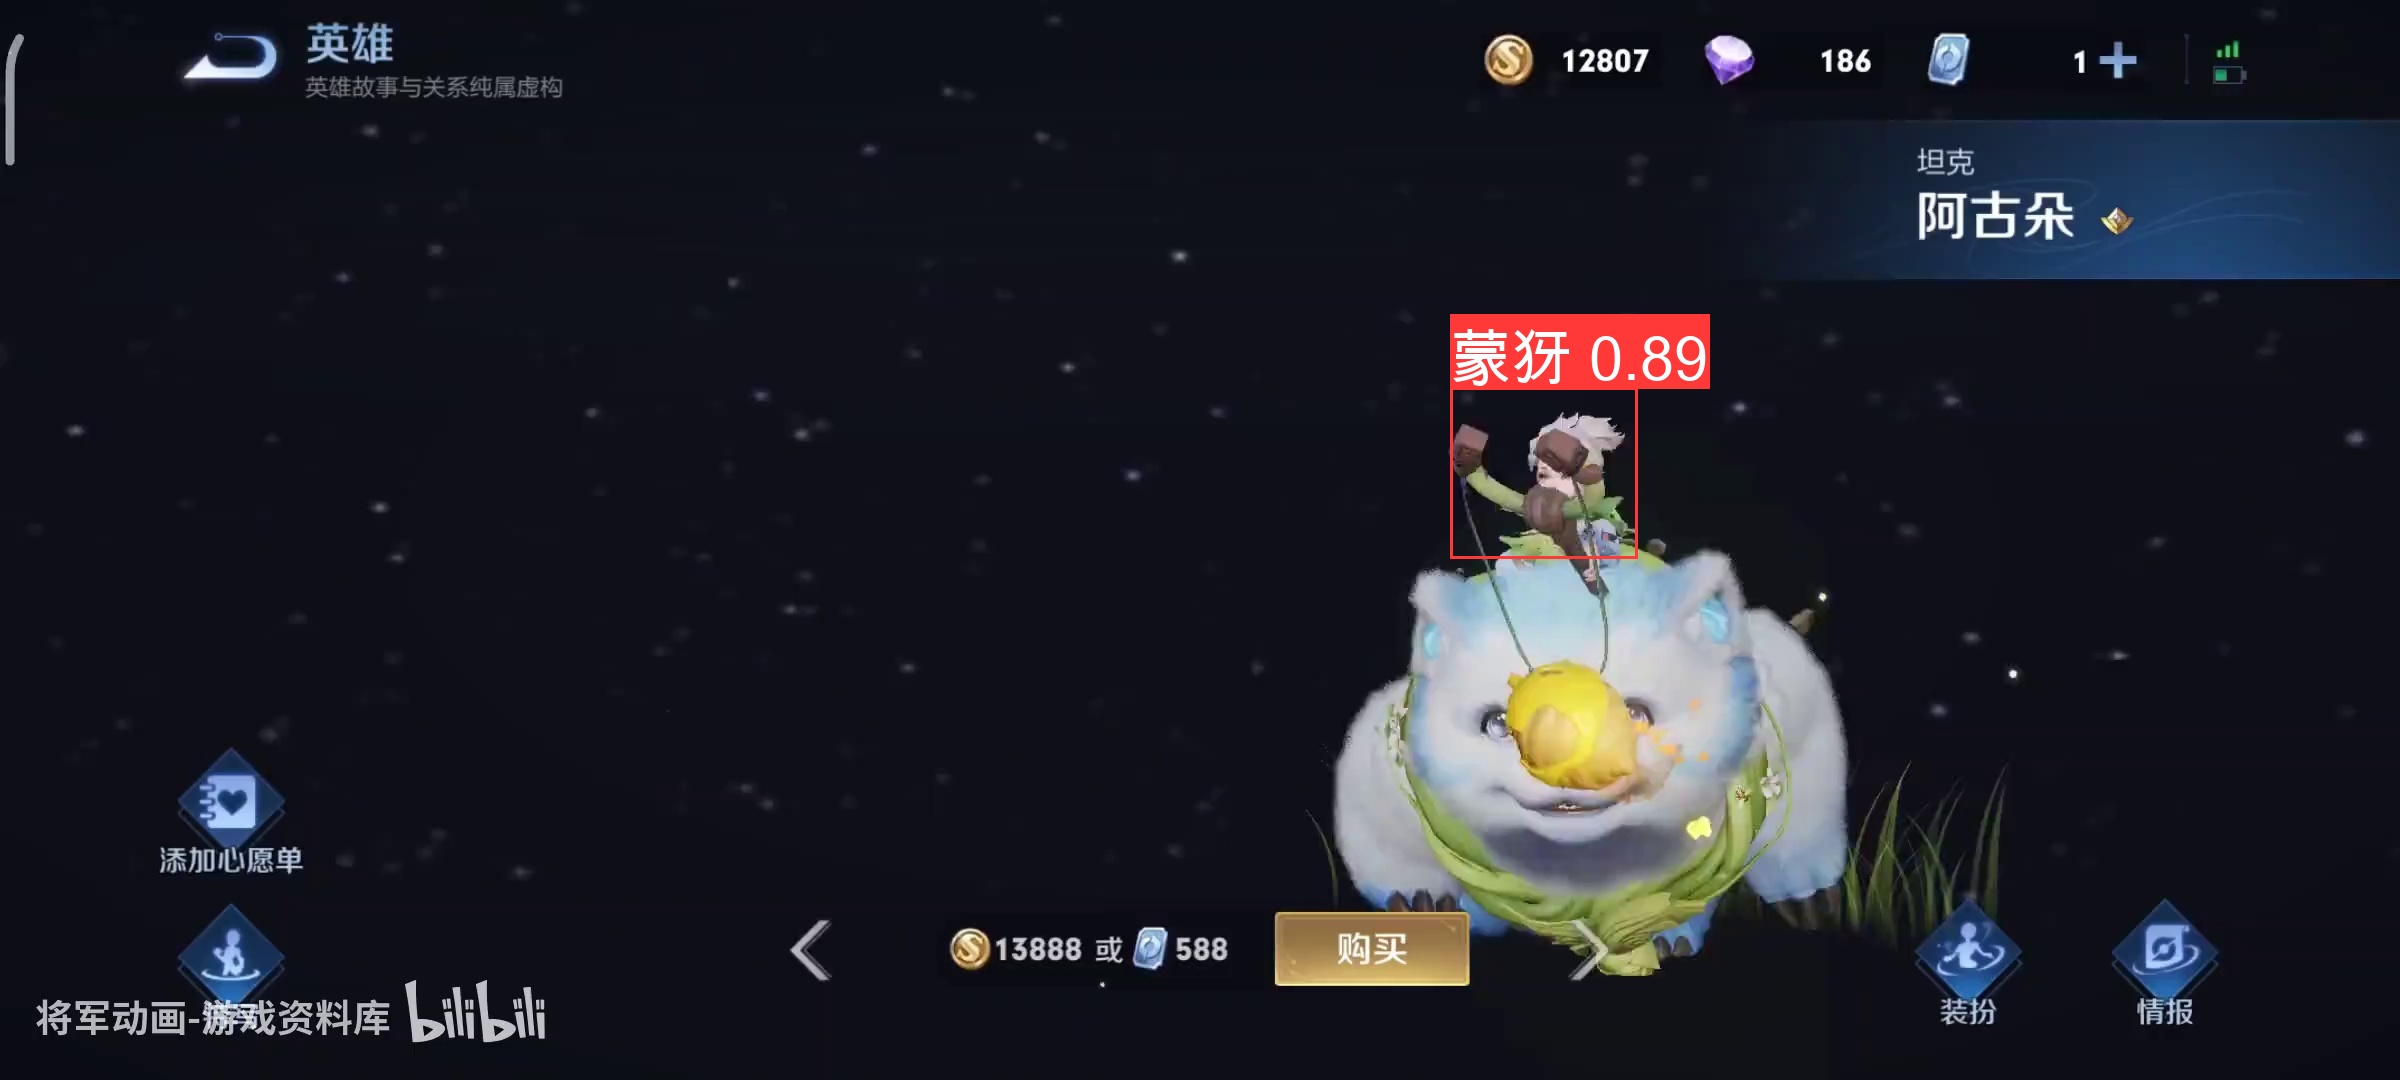 英雄
英雄故事与关系纯属虚构
12807
186
1
坦克
阿古朵
蒙犽 0.89
添加心愿单
13888 或 588
购买
装扮
情报
将军动画-游戏资料库 bilibili